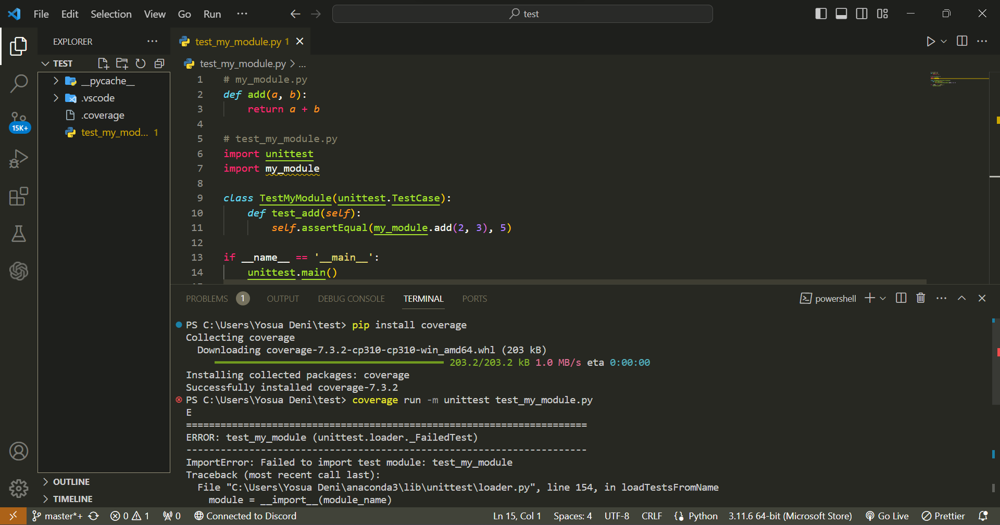 File Edit Selection View Go Run ··· test
EXPLORER ···
test_my_module.py 1
TEST
test_my_module.py > ...
__pycache__
.vscode
.coverage
test_my_mod... 1
15K+
1 # my_module.py
2 def add(a, b):
3 return a + b
4
5 # test_my_module.py
6 import unittest
7 import my_module
8
9 class TestMyModule(unittest.TestCase):
10 def test_add(self):
11 self.assertEqual(my_module.add(2, 3), 5)
12
13 if __name__ == '__main__':
14 unittest.main()
PROBLEMS 1 OUTPUT DEBUG CONSOLE TERMINAL PORTS powershell
PS C:\Users\Yosua Deni\test> pip install coverage
Collecting coverage
Downloading coverage-7.3.2-cp310-cp310-win_amd64.whl (203 kB)
203.2/203.2 kB 1.0 MB/s eta 0:00:00
Installing collected packages: coverage
Successfully installed coverage-7.3.2
PS C:\Users\Yosua Deni\test> coverage run -m unittest test_my_module.py
E
======================================================================
ERROR: test_my_module (unittest.loader._FailedTest)
----------------------------------------------------------------------
ImportError: Failed to import test module: test_my_module
Traceback (most recent call last):
File "C:\Users\Yosua Deni\anaconda3\lib\unittest\loader.py", line 154, in loadTestsFromName
module = __import__(module_name)
OUTLINE
TIMELINE
master*+ 0 1 0 Connected to Discord Ln 15, Col 1 Spaces: 4 UTF-8 CRLF Python 3.11.6 64-bit (Microsoft Store) Go Live Prettier